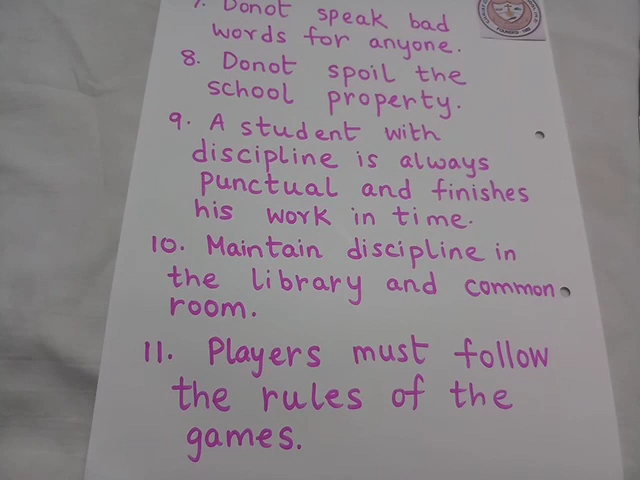 7. Donot speak bad
words for anyone.
8. Donot spoil the
school property.
9. A student with
discipline is always
punctual and finishes
his work in time.
10. Maintain discipline in
the library and common
room.
11. Players must follow
the rules of the
games.